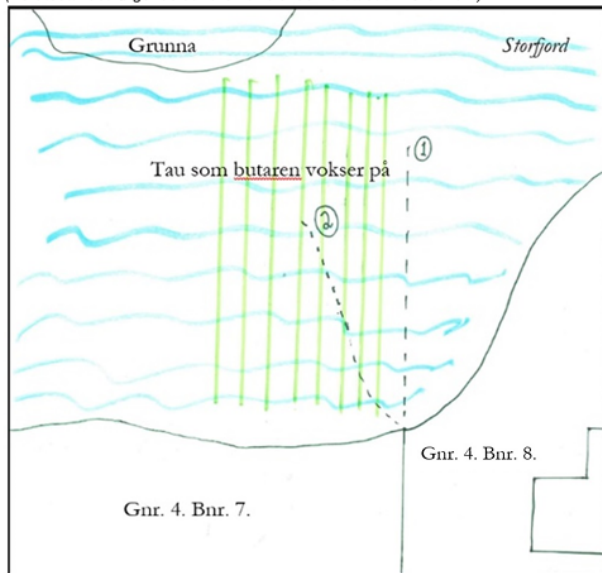 Grunna
Storfjord
①
Tau som butaren vokser på
②
Gnr. 4. Bnr. 8.
Gnr. 4. Bnr. 7.